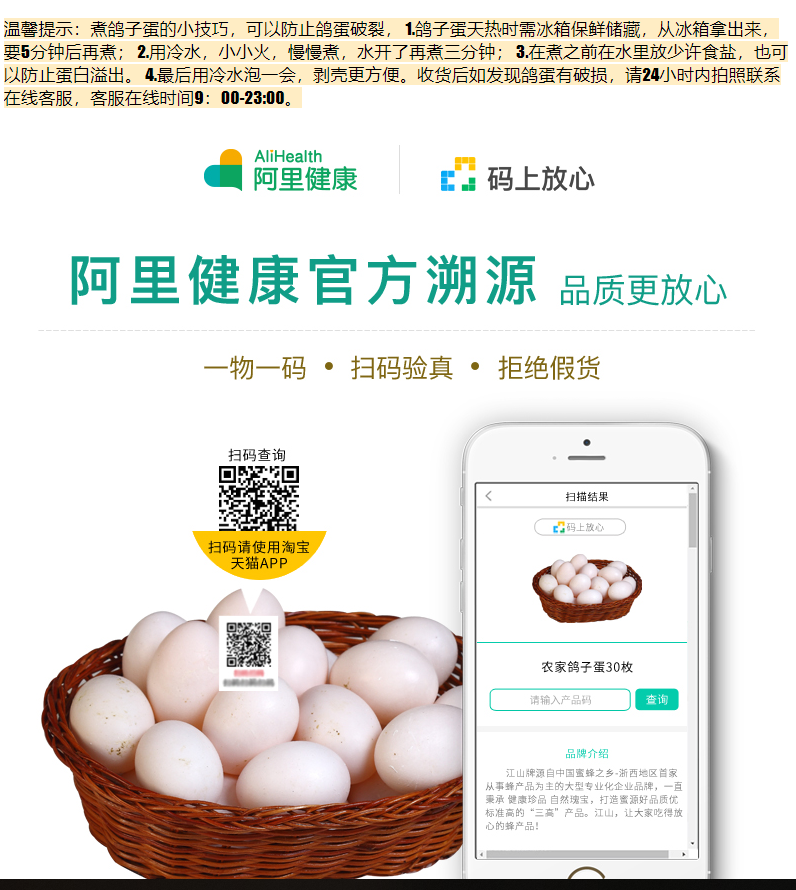 温馨提示：煮鸽子蛋的小技巧，可以防止鸽蛋破裂， 1.鸽子蛋天热时需冰箱保鲜储藏，从冰箱拿出来，
要5分钟后再煮； 2.用冷水，小小火，慢慢煮，水开了再煮三分钟； 3.在煮之前在水里放少许食盐，也可
以防止蛋白溢出。 4.最后用冷水泡一会，剥壳更方便。收货后如发现鸽蛋有破损，请24小时内拍照联系
在线客服，客服在线时间9：00-23:00。
AliHealth
阿里健康
码上放心
阿里健康官方溯源 品质更放心
一物一码 • 扫码验真 • 拒绝假货
扫码查询
扫码请使用淘宝
天猫APP
扫描结果
码上放心
农家鸽子蛋30枚
请输入产品码 查询
品牌介绍
江山牌源自中国蜜蜂之乡-浙西地区首家
从事蜂产品为主的大型专业化企业品牌，一直
秉承 健康珍品 自然瑰宝，打造蜜源好品质优
标准高的“三高”产品。江山，让大家吃得放
心的蜂产品！